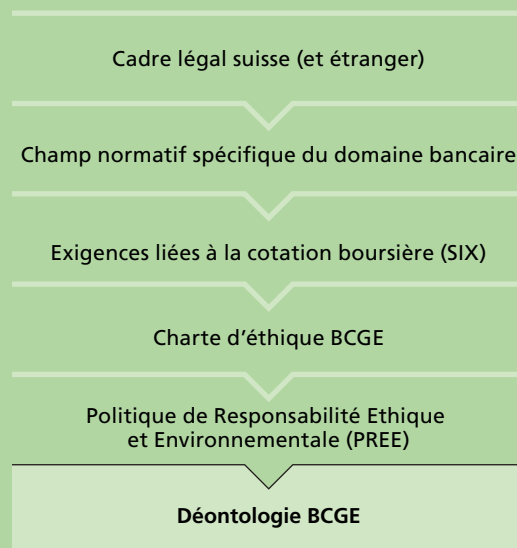 Cadre légal suisse (et étranger)
Champ normatif spécifique du domaine bancaire
Exigences liées à la cotation boursière (SIX)
Charte d’éthique BCGE
Politique de Responsabilité Ethique
et Environnementale (PREE)
Déontologie BCGE